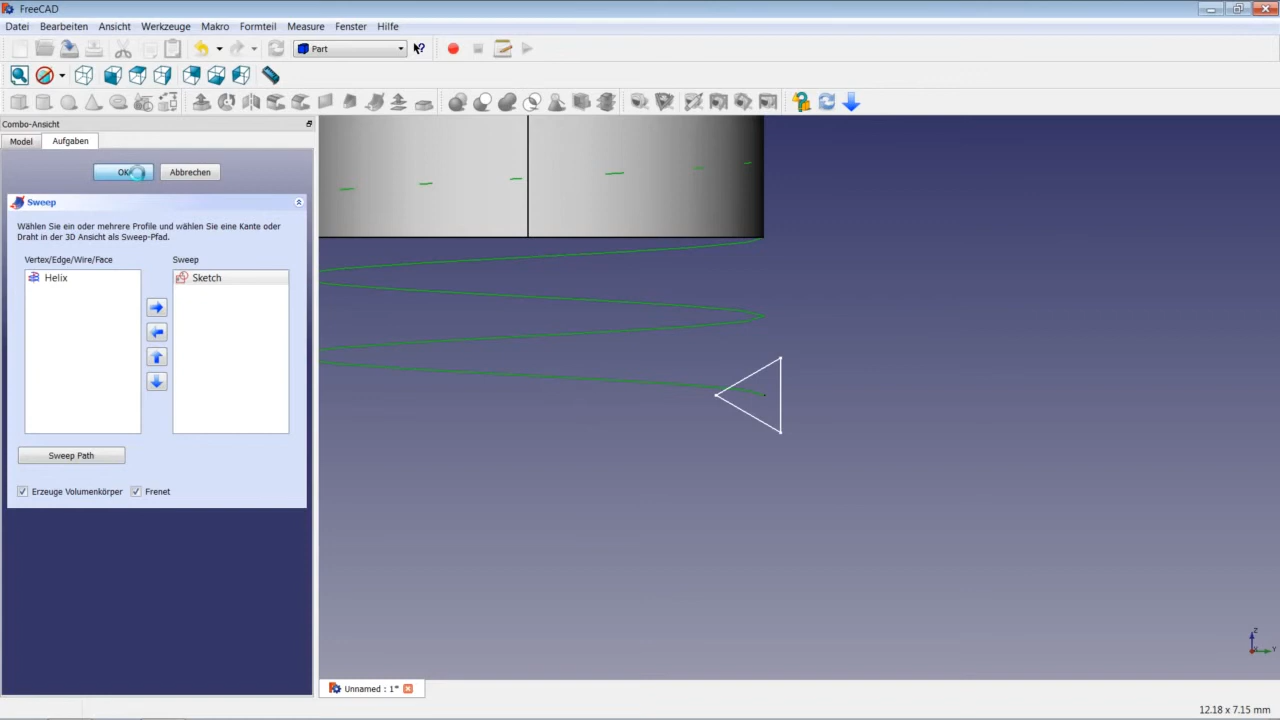 FreeCAD
Datei Bearbeiten Ansicht Werkzeuge Makro Formteil Measure Fenster Hilfe
Part
Combo-Ansicht
Model Aufgaben
OK Abbrechen
Sweep
Wählen Sie ein oder mehrere Profile und wählen Sie eine Kante oder
Draht in der 3D Ansicht als Sweep-Pfad.
Vertex/Edge/Wire/Face Sweep
Helix Sketch
Sweep Path
Erzeuge Volumenkörper Frenet
Z
Y
Unnamed : 1*
12.18 x 7.15 mm